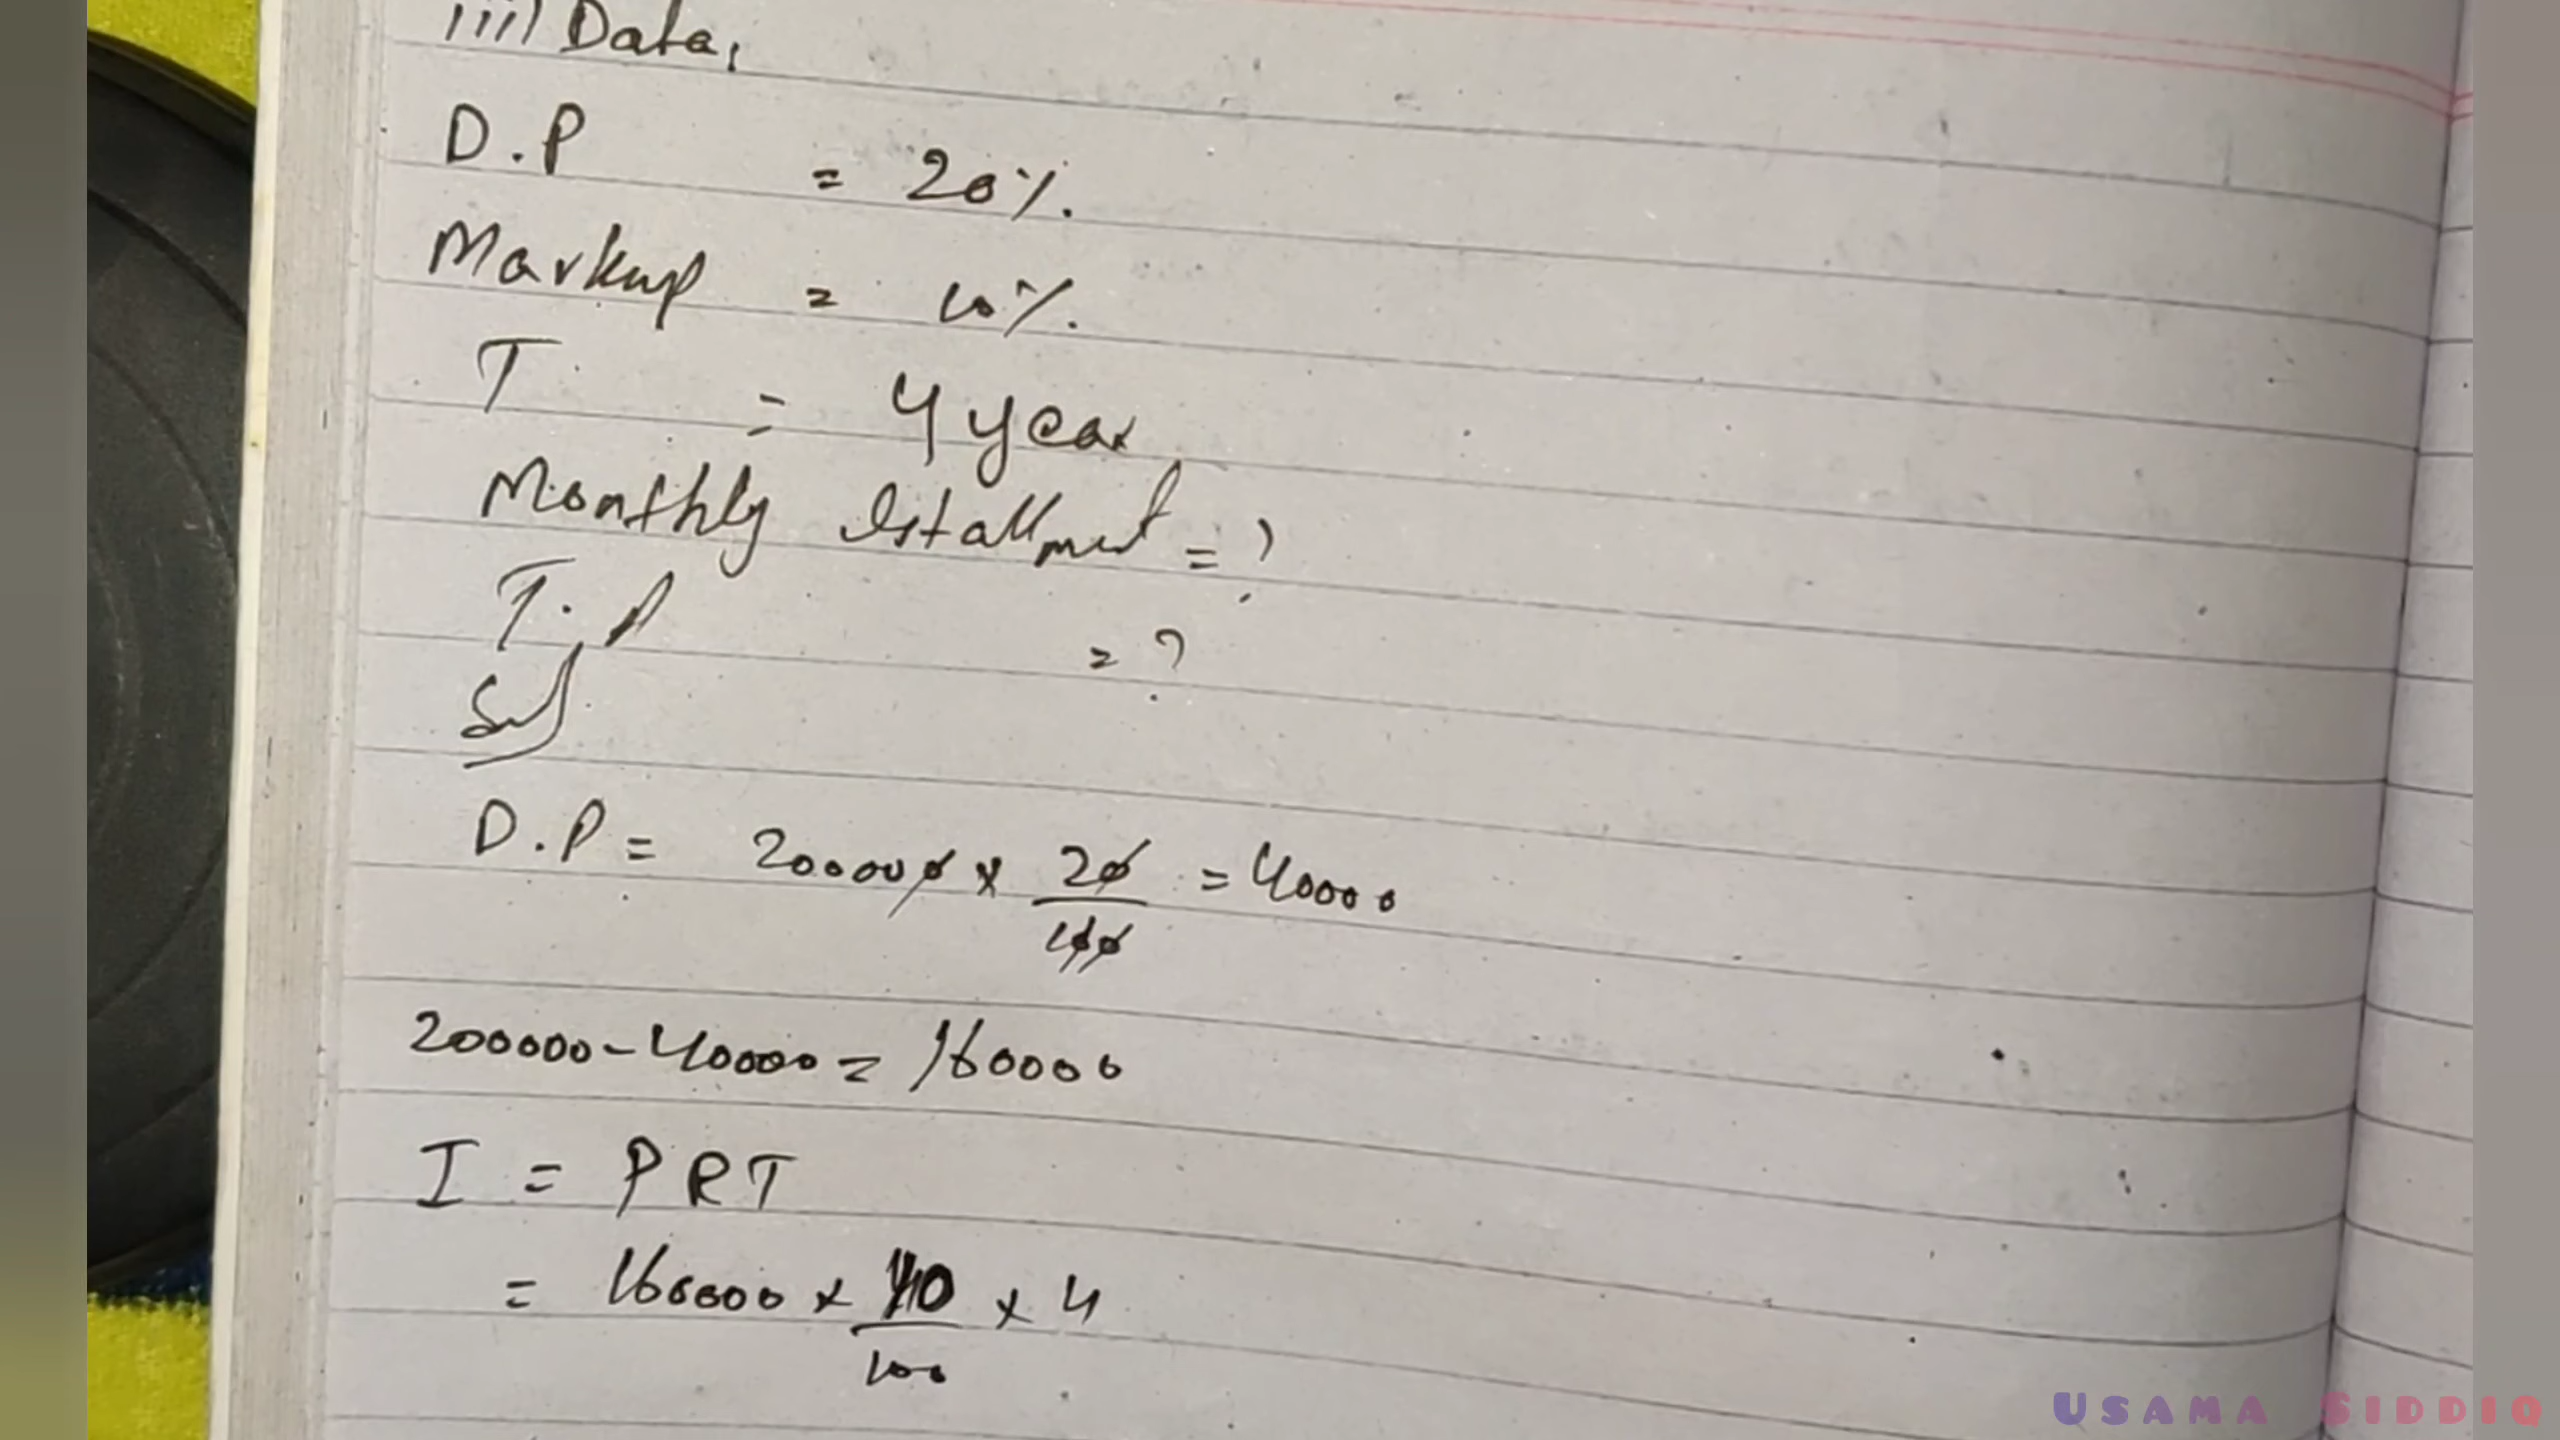 iii) Data,
D.P = 20%.
Markup = 10%.
T = 4 year
Monthly Istallment = ?
T.P = ?
Sol
D.P = 200000 x 20/100 = 40000
200000 - 40000 = 160000
I = PRT
= 160000 x 10/100 x 4
USAMA SIDDIQ